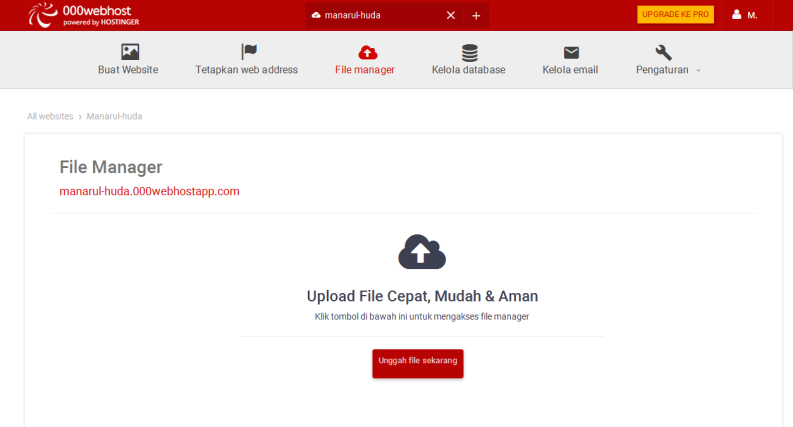 000webhost
powered by HOSTINGER
manarul-huda
UPGRADE KE PRO
M.
Buat Website
Tetapkan web address
File manager
Kelola database
Kelola email
Pengaturan
All websites › Manarul-huda
File Manager
manarul-huda.000webhostapp.com
Upload File Cepat, Mudah & Aman
Klik tombol di bawah ini untuk mengakses file manager
Unggah file sekarang